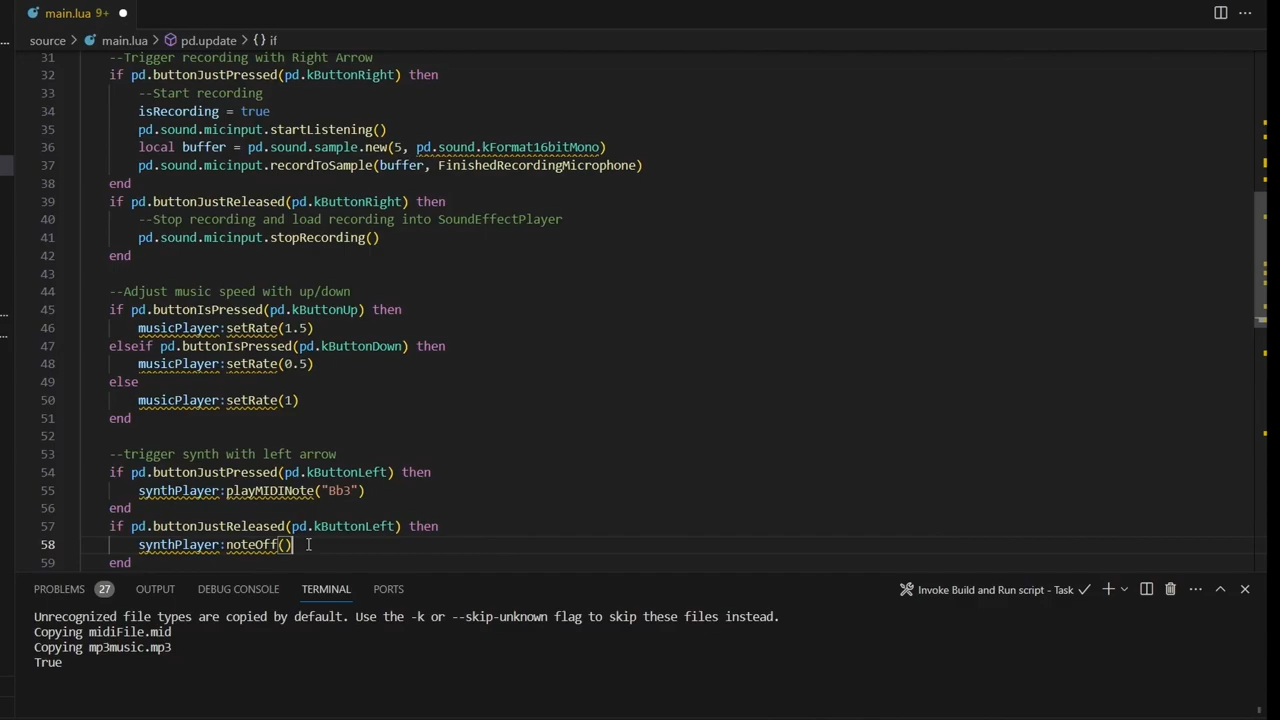 main.lua 9+
source > main.lua > pd.update > {} if
31 --Trigger recording with Right Arrow
32 if pd.buttonJustPressed(pd.kButtonRight) then
33 --Start recording
34 isRecording = true
35 pd.sound.micinput.startListening()
36 local buffer = pd.sound.sample.new(5, pd.sound.kFormat16bitMono)
37 pd.sound.micinput.recordToSample(buffer, FinishedRecordingMicrophone)
38 end
39 if pd.buttonJustReleased(pd.kButtonRight) then
40 --Stop recording and load recording into SoundEffectPlayer
41 pd.sound.micinput.stopRecording()
42 end
43
44 --Adjust music speed with up/down
45 if pd.buttonIsPressed(pd.kButtonUp) then
46 musicPlayer:setRate(1.5)
47 elseif pd.buttonIsPressed(pd.kButtonDown) then
48 musicPlayer:setRate(0.5)
49 else
50 musicPlayer:setRate(1)
51 end
52
53 --trigger synth with left arrow
54 if pd.buttonJustPressed(pd.kButtonLeft) then
55 synthPlayer:playMIDINote("Bb3")
56 end
57 if pd.buttonJustReleased(pd.kButtonLeft) then
58 synthPlayer:noteOff()
59 end
PROBLEMS 27 OUTPUT DEBUG CONSOLE TERMINAL PORTS Invoke Build and Run script - Task
Unrecognized file types are copied by default. Use the -k or --skip-unknown flag to skip these files instead.
Copying midiFile.mid
Copying mp3music.mp3
True